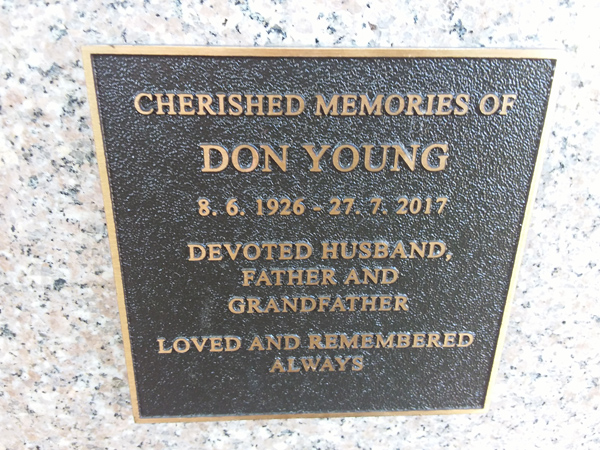 CHERISHED MEMORIES OF
DON YOUNG
8. 6. 1926 - 27. 7. 2017
DEVOTED HUSBAND,
FATHER AND
GRANDFATHER
LOVED AND REMEMBERED
ALWAYS